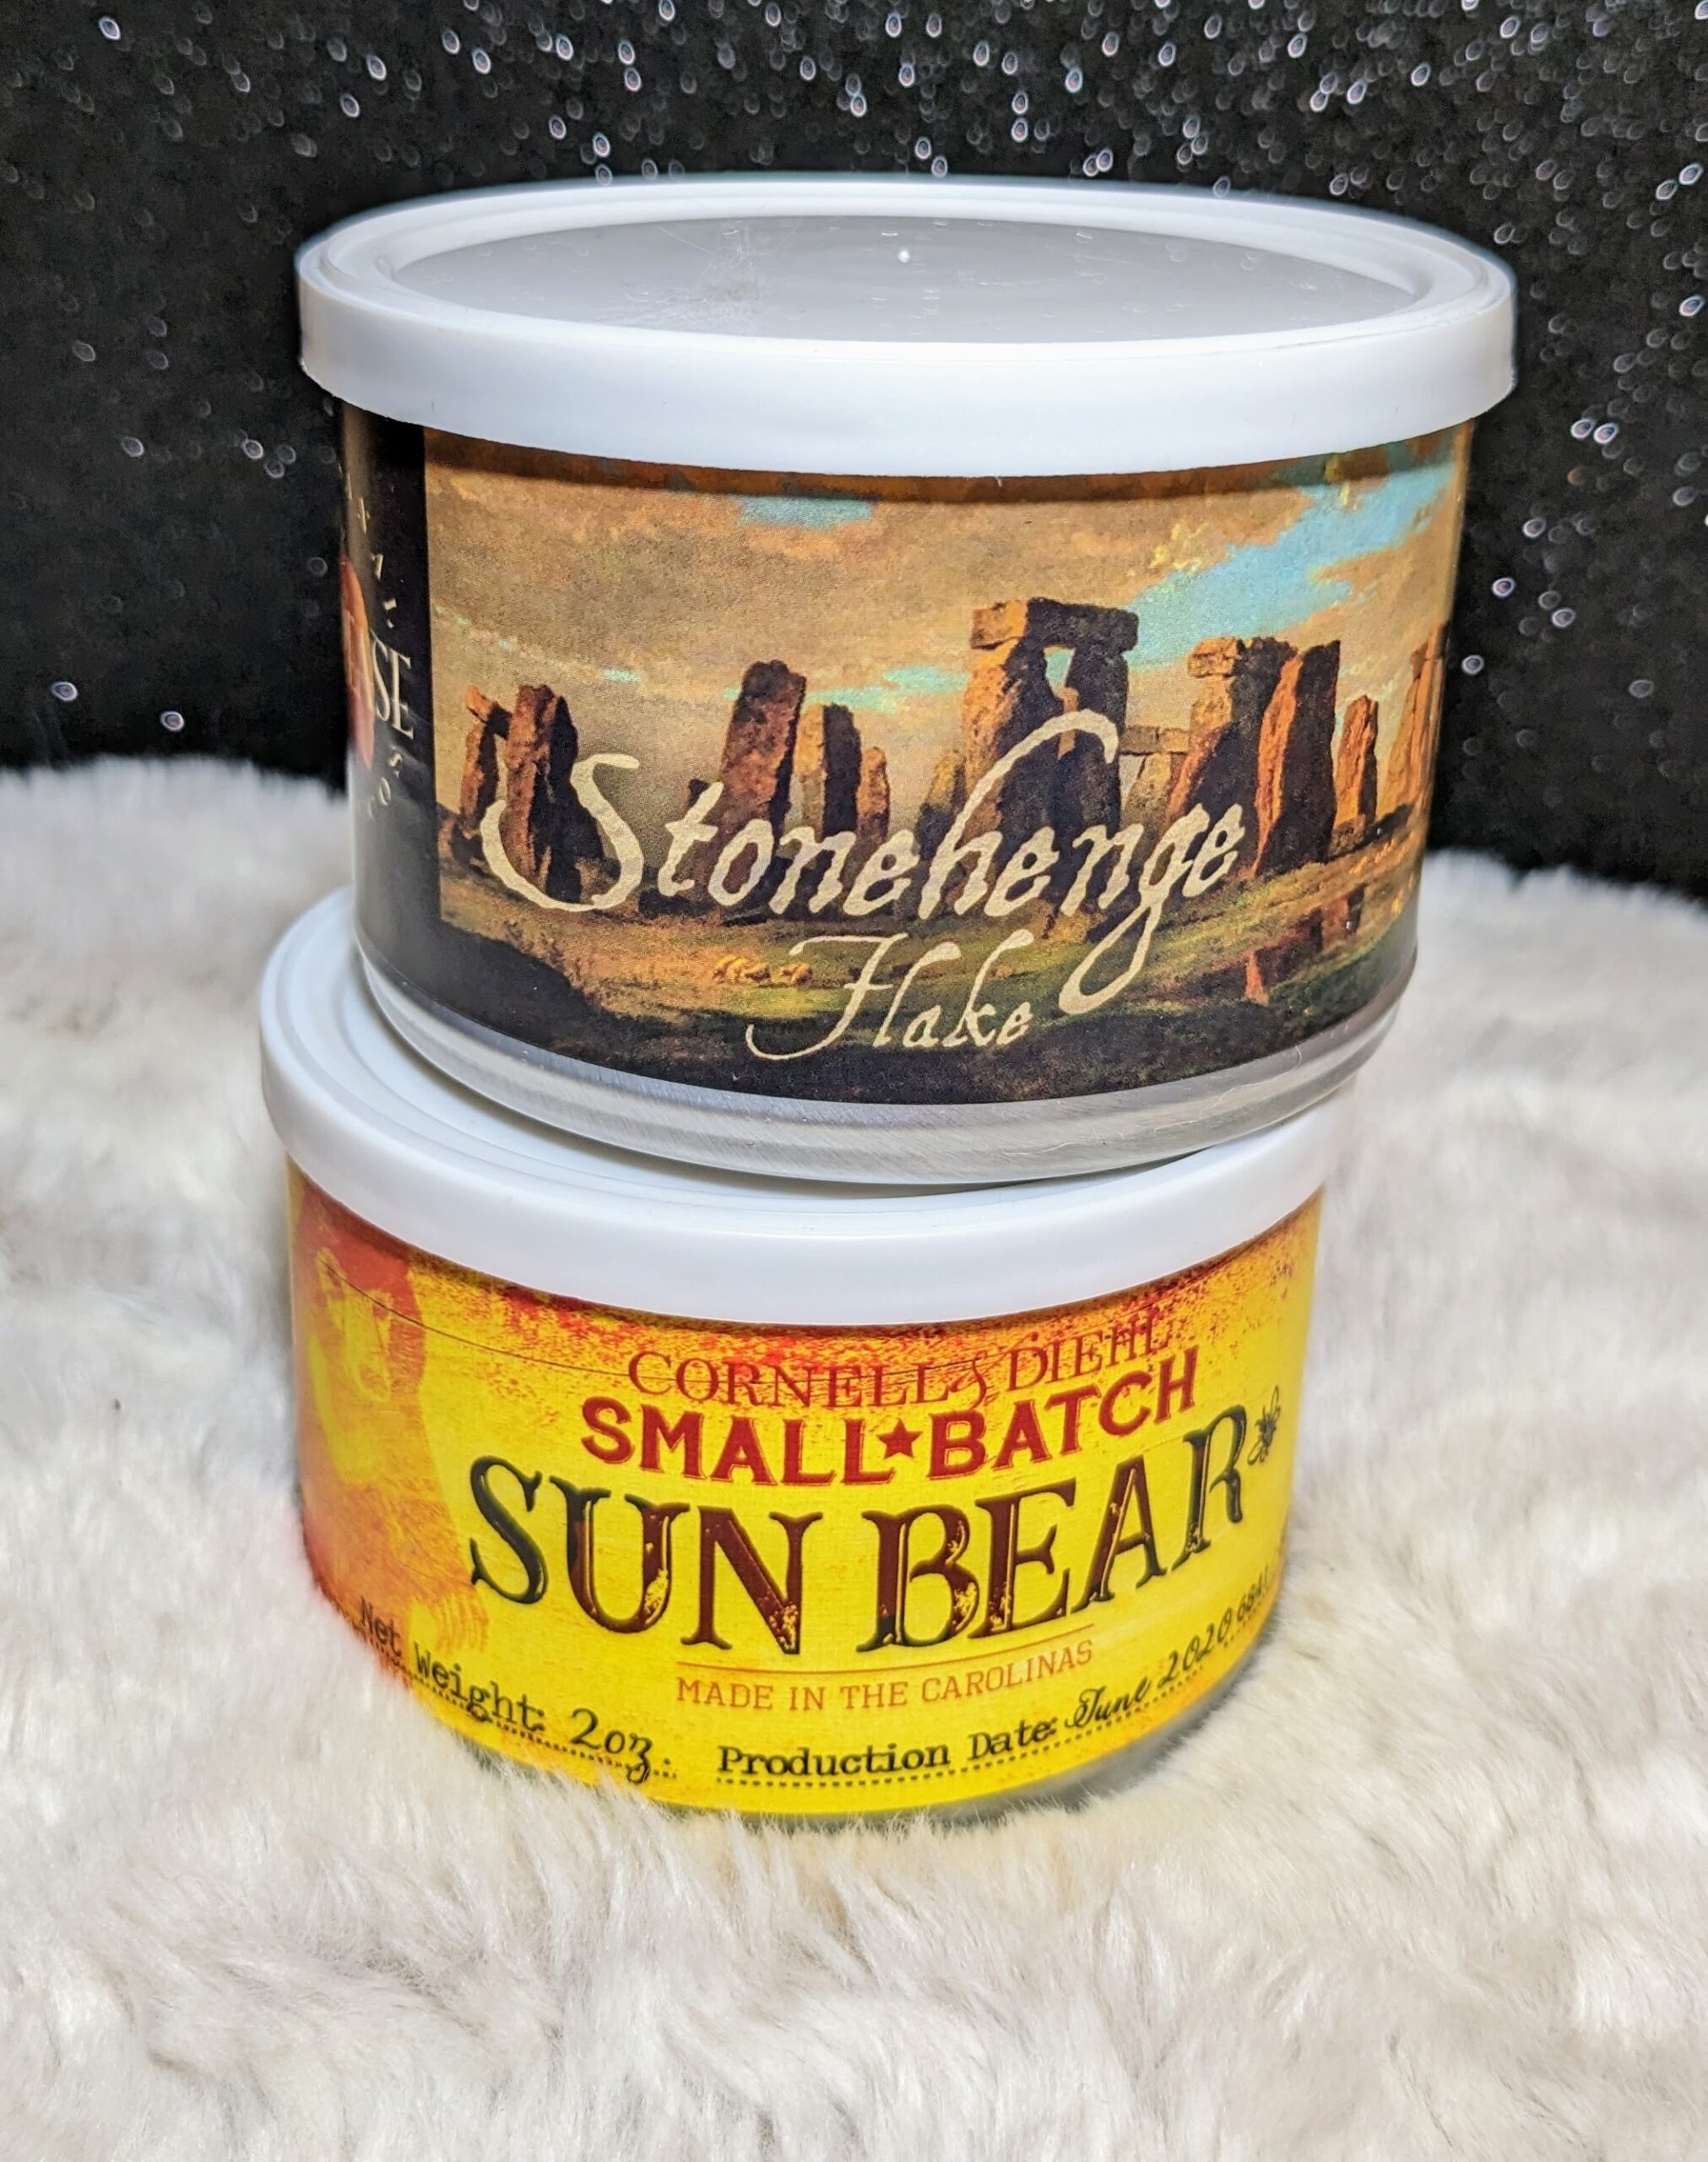 SE
Stonehenge
Flake
CORNELL & DIEHL
SMALL★BATCH
SUN BEAR
MADE IN THE CAROLINAS
Net Weight: 2oz.
Production Date: June 2020